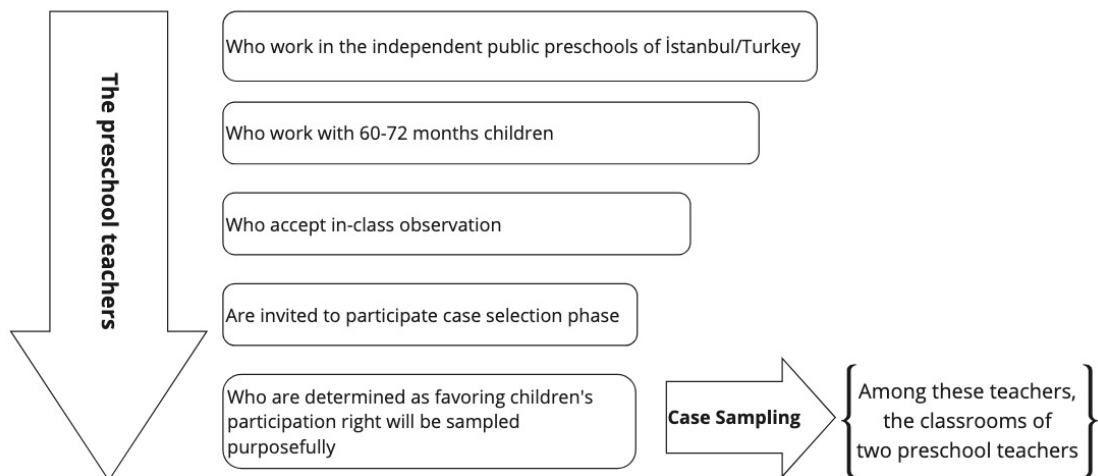 The preschool teachers
Who work in the independent public preschools of İstanbul/Turkey
Who work with 60-72 months children
Who accept in-class observation
Are invited to participate case selection phase
Who are determined as favoring children's
participation right will be sampled
purposefully
Case Sampling
Among these teachers,
the classrooms of
two preschool teachers